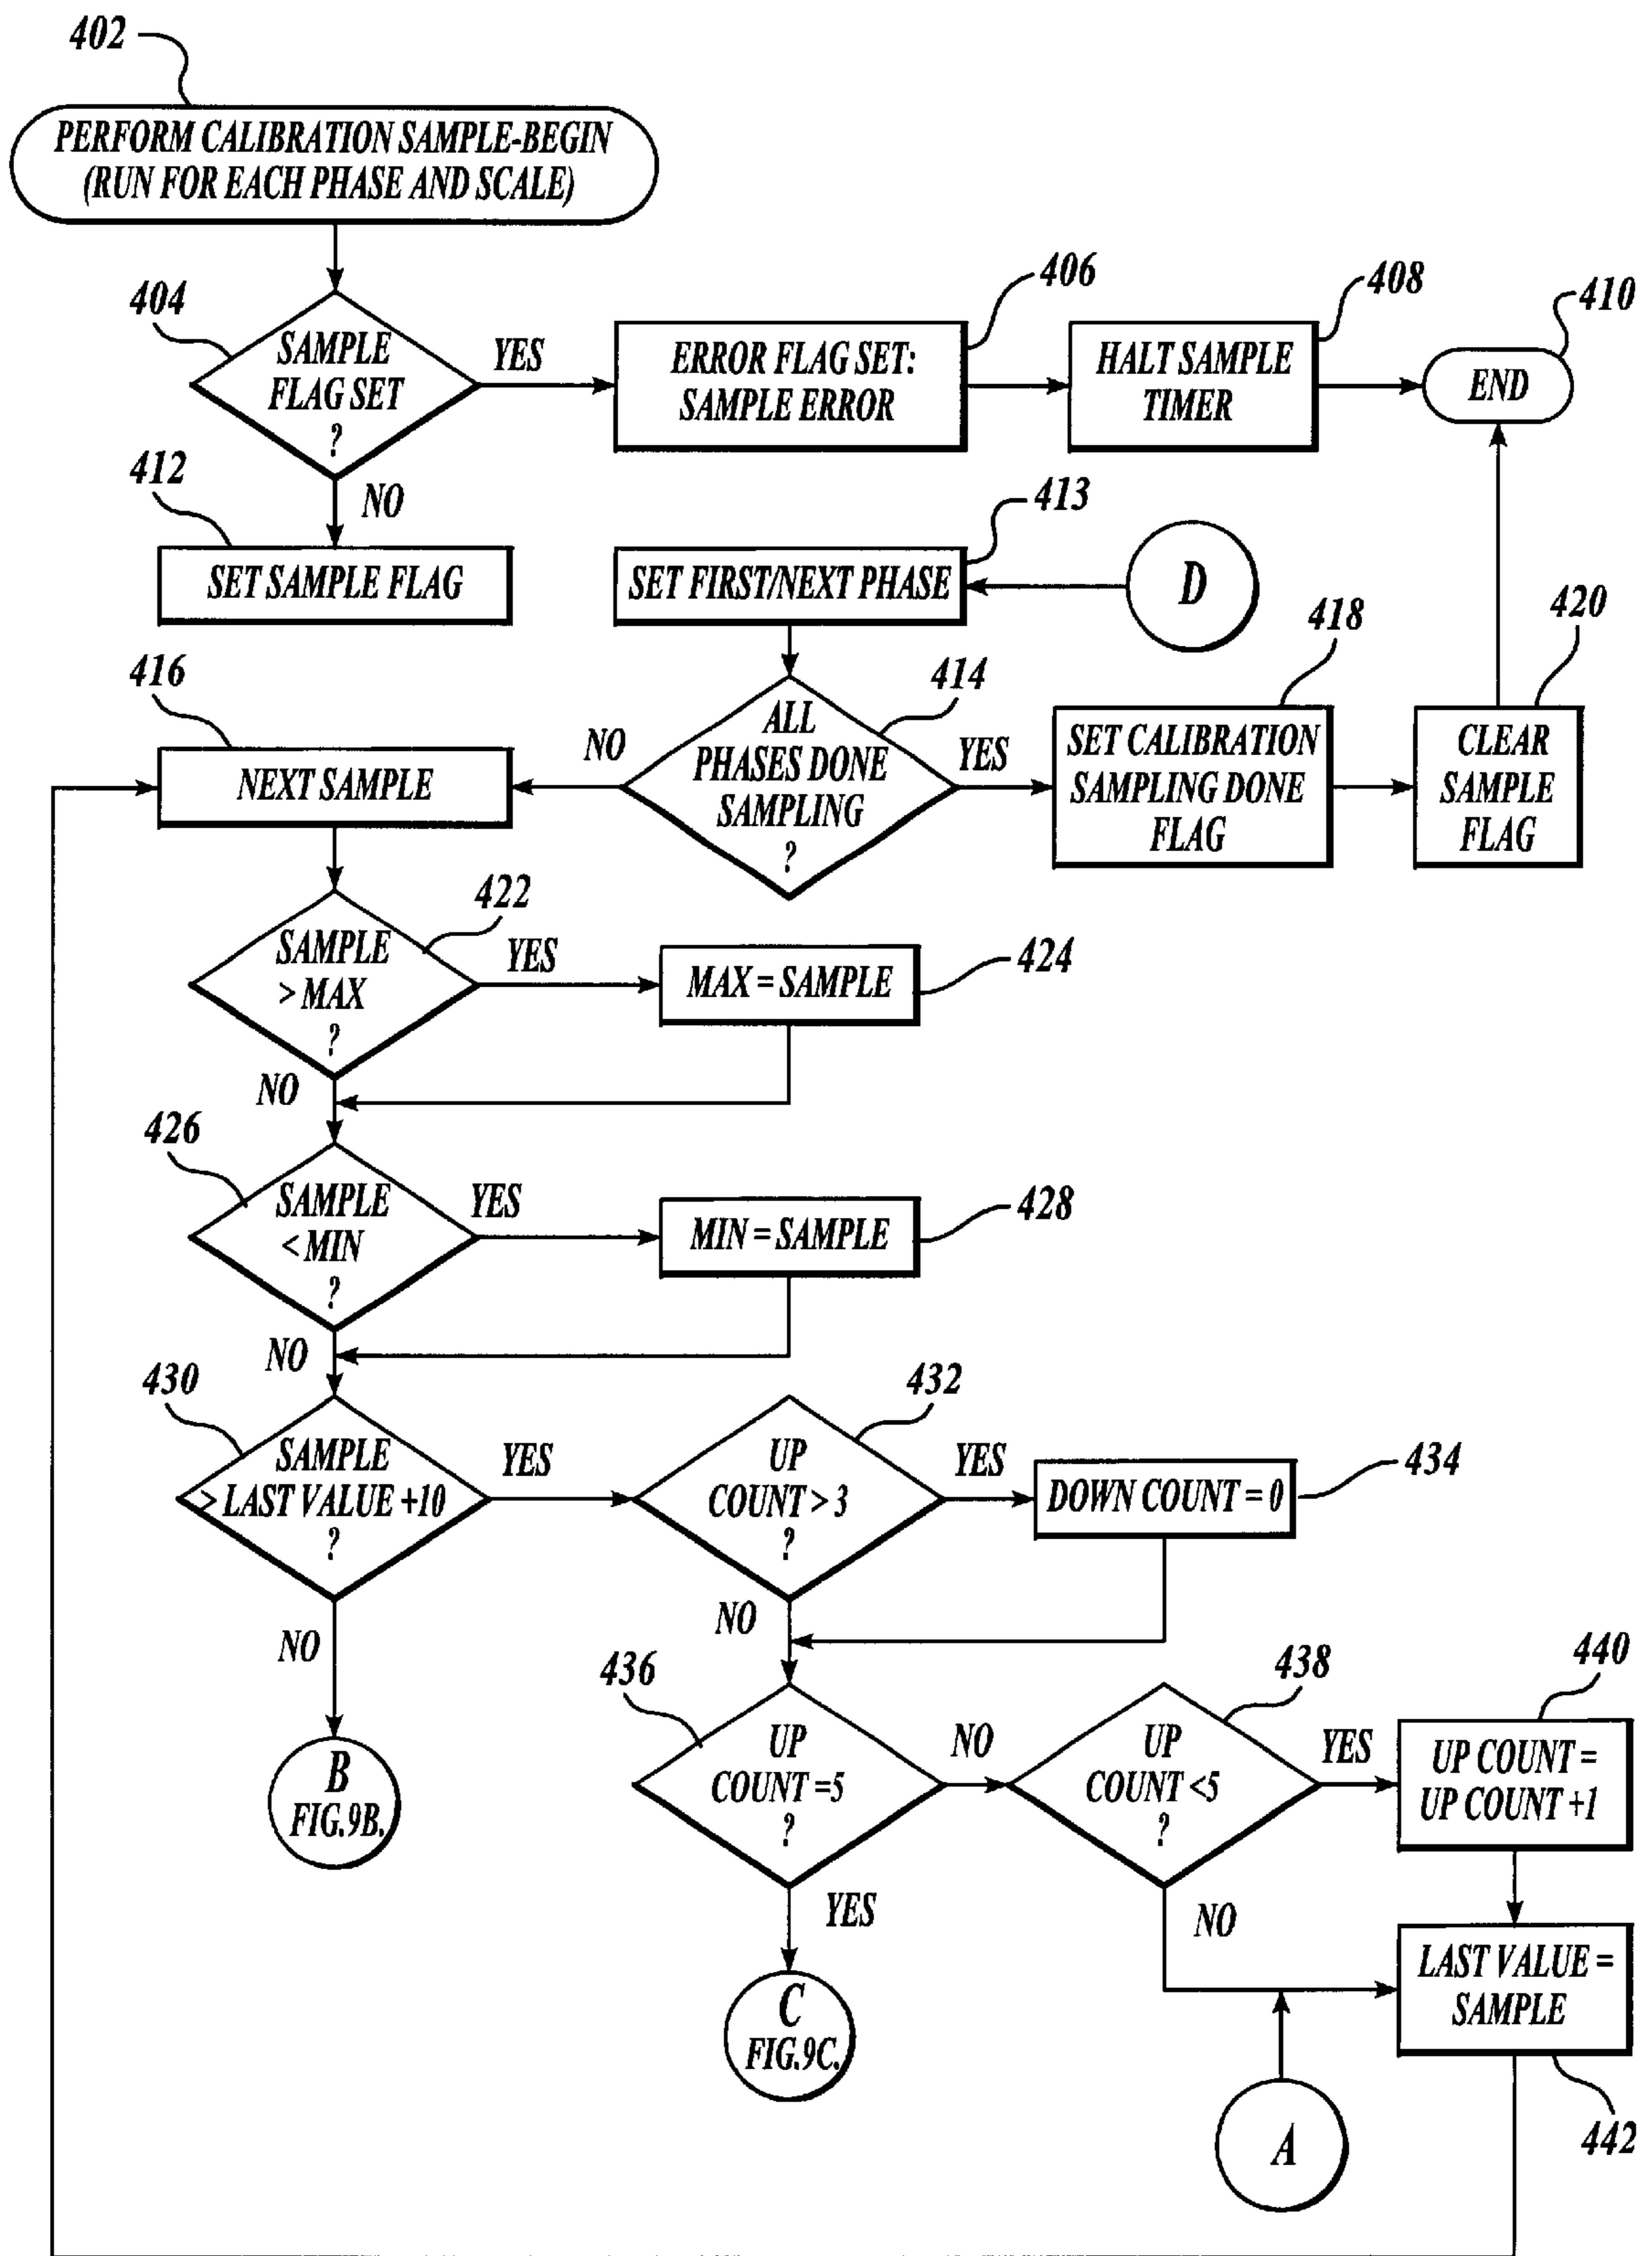 402
PERFORM CALIBRATION SAMPLE-BEGIN
(RUN FOR EACH PHASE AND SCALE)
404
SAMPLE
FLAG SET
?
YES
NO
406
ERROR FLAG SET:
SAMPLE ERROR
408
HALT SAMPLE
TIMER
410
END
412
SET SAMPLE FLAG
413
SET FIRST/NEXT PHASE
D
414
ALL
PHASES DONE
SAMPLING
?
NO
YES
416
NEXT SAMPLE
418
SET CALIBRATION
SAMPLING DONE
FLAG
420
CLEAR
SAMPLE
FLAG
422
SAMPLE
> MAX
?
YES
NO
424
MAX = SAMPLE
426
SAMPLE
< MIN
?
YES
NO
428
MIN = SAMPLE
430
SAMPLE
> LAST VALUE +10
?
YES
NO
432
UP
COUNT > 3
?
YES
NO
434
DOWN COUNT = 0
436
UP
COUNT =5
?
NO
YES
438
UP
COUNT <5
?
YES
NO
440
UP COUNT =
UP COUNT +1
B
FIG.9B.
C
FIG.9C.
LAST VALUE =
SAMPLE
442
A